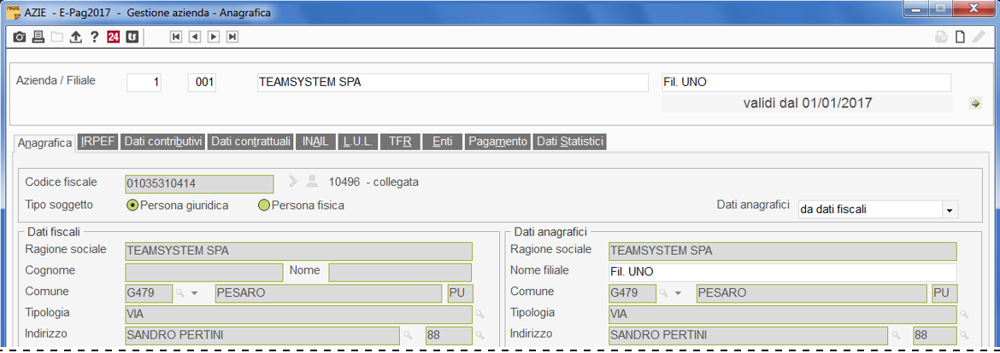 PAGHE AZIE - E-Pag2017 - Gestione azienda - Anagrafica
? 24 u
Azienda / Filiale 1 001 TEAMSYSTEM SPA Fil. UNO
validi dal 01/01/2017
Anagrafica IRPEF Dati contributivi Dati contrattuali INAIL L.U.L. TFR Enti Pagamento Dati Statistici
Codice fiscale 01035310414 10496 - collegata
Tipo soggetto Persona giuridica Persona fisica Dati anagrafici da dati fiscali
Dati fiscali
Ragione sociale TEAMSYSTEM SPA
Cognome Nome
Comune G479 PESARO PU
Tipologia VIA
Indirizzo SANDRO PERTINI 88
Dati anagrafici
Ragione sociale TEAMSYSTEM SPA
Nome filiale Fil. UNO
Comune G479 PESARO PU
Tipologia VIA
Indirizzo SANDRO PERTINI 88